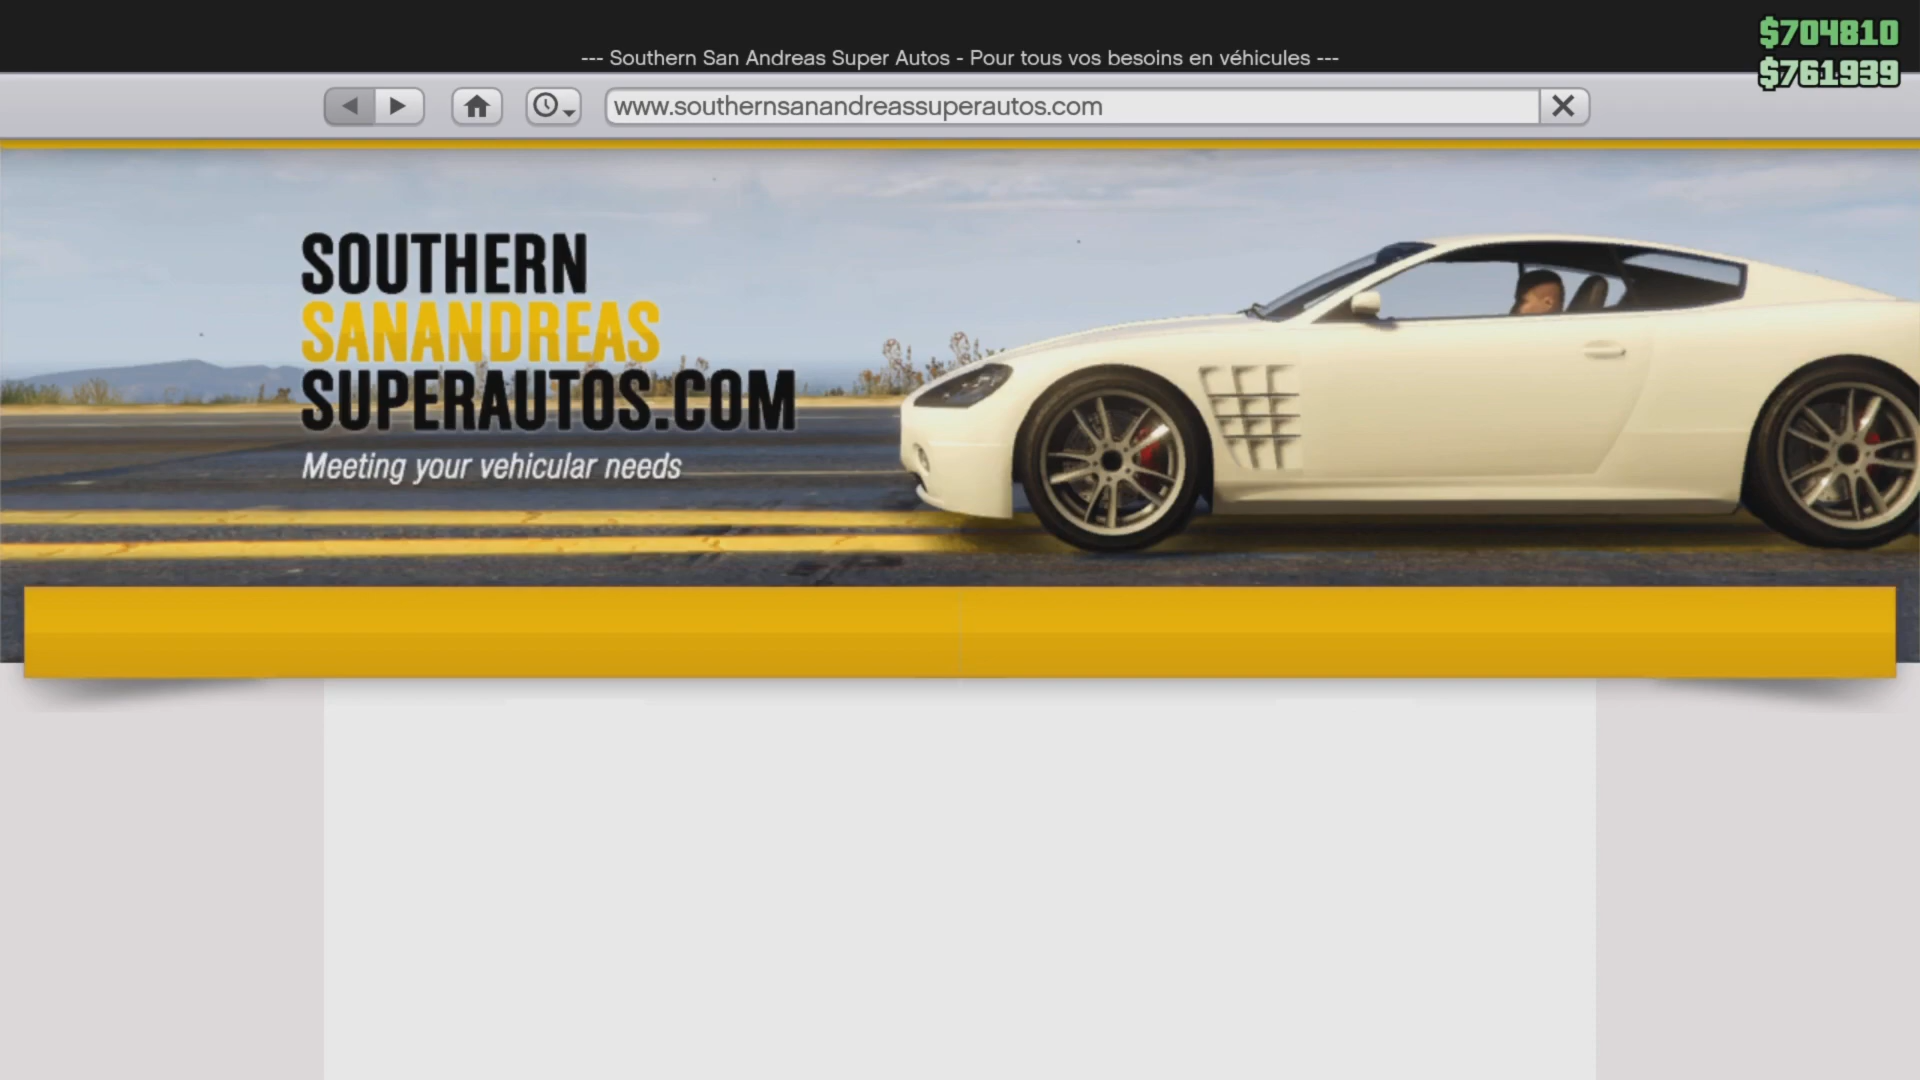 $704810
--- Southern San Andreas Super Autos - Pour tous vos besoins en véhicules ---
$761939
www.southernsanandreassuperautos.com
SOUTHERN
SANANDREAS
SUPERAUTOS.COM
Meeting your vehicular needs